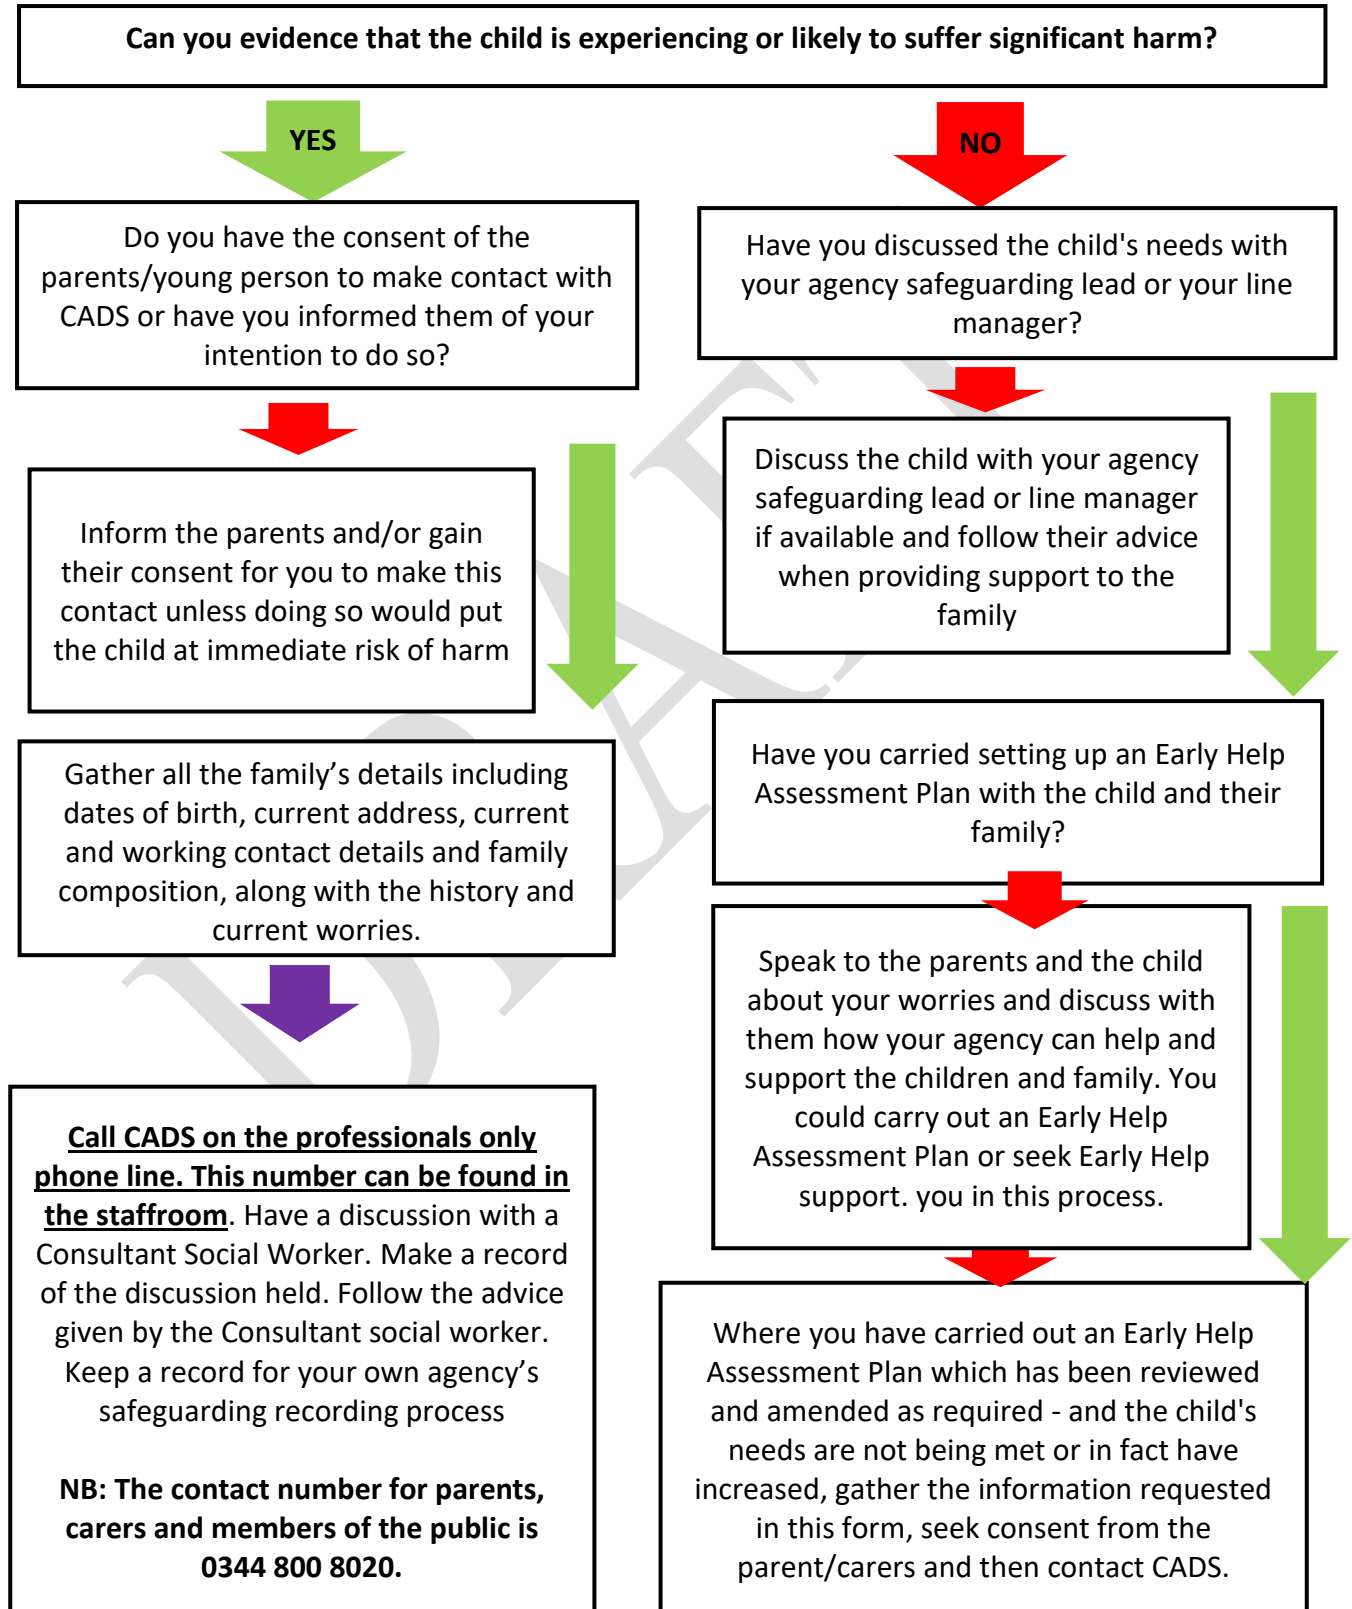 Can you evidence that the child is experiencing or likely to suffer significant harm?
YES
NO
Do you have the consent of the
parents/young person to make contact with
CADS or have you informed them of your
intention to do so?
Have you discussed the child's needs with
your agency safeguarding lead or your line
manager?
Inform the parents and/or gain
their consent for you to make this
contact unless doing so would put
the child at immediate risk of harm
Discuss the child with your agency
safeguarding lead or line manager
if available and follow their advice
when providing support to the
family
Gather all the family’s details including
dates of birth, current address, current
and working contact details and family
composition, along with the history and
current worries.
Have you carried setting up an Early Help
Assessment Plan with the child and their
family?
Speak to the parents and the child
about your worries and discuss with
them how your agency can help and
support the children and family. You
could carry out an Early Help
Assessment Plan or seek Early Help
support. you in this process.
Call CADS on the professionals only
phone line. This number can be found in
the staffroom. Have a discussion with a
Consultant Social Worker. Make a record
of the discussion held. Follow the advice
given by the Consultant social worker.
Keep a record for your own agency’s
safeguarding recording process
NB: The contact number for parents,
carers and members of the public is
0344 800 8020.
Where you have carried out an Early Help
Assessment Plan which has been reviewed
and amended as required - and the child's
needs are not being met or in fact have
increased, gather the information requested
in this form, seek consent from the
parent/carers and then contact CADS.
DRAFT